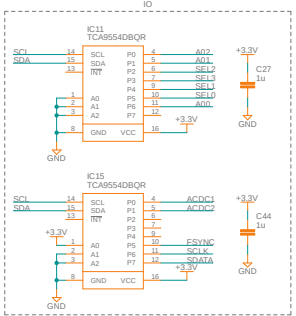 IO
IC11
TCA9554DBQR
SCL 14 SCL P0 4 A02
SDA 15 SDA P1 5 A01
13 INT P2 6 SEL2
P3 7 SEL3
P4 9 SEL1
1 A0 P5 10 SEL0
2 A1 P6 11 A00
3 A2 P7 12
+3.3V
8 GND VCC 16
GND
+3.3V
C27
1u
GND
IC15
TCA9554DBQR
SCL 14 SCL P0 4 ACDC1
SDA 15 SDA P1 5 ACDC2
13 INT P2 6
P3 7
+3.3V
P4 9
1 A0 P5 10 FSYNC
2 A1 P6 11 SCLK
3 A2 P7 12 SDATA
+3.3V
8 GND VCC 16
GND
+3.3V
C44
1u
GND